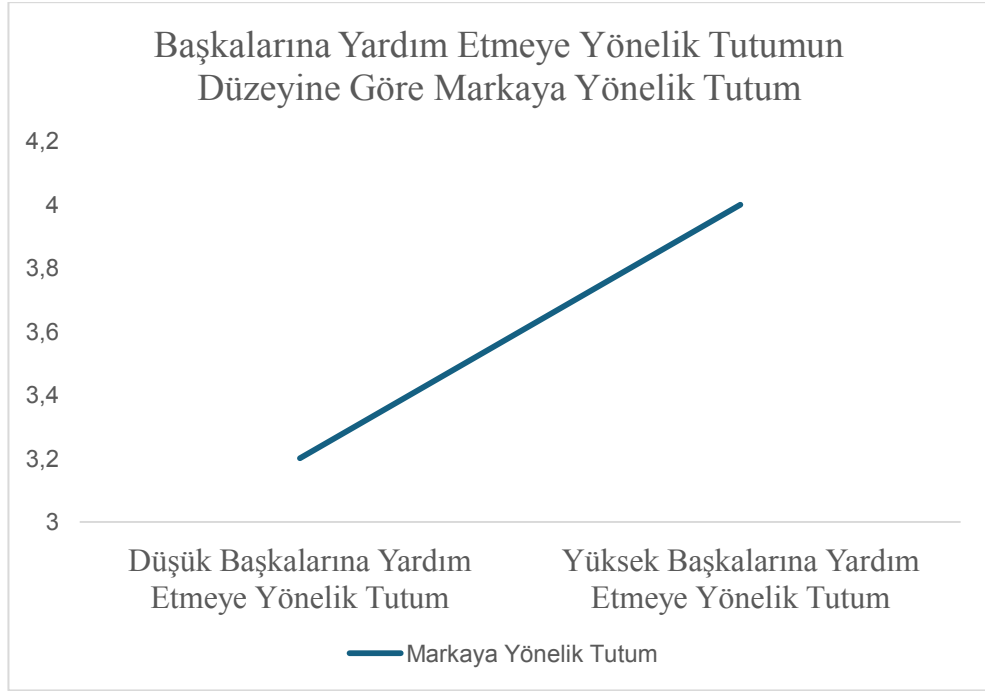 Başkalarına Yardım Etmeye Yönelik Tutumun
Düzeyine Göre Markaya Yönelik Tutum
4,2
4
3,8
3,6
3,4
3,2
3
Düşük Başkalarına Yardım
Etmeye Yönelik Tutum
Yüksek Başkalarına Yardım
Etmeye Yönelik Tutum
Markaya Yönelik Tutum